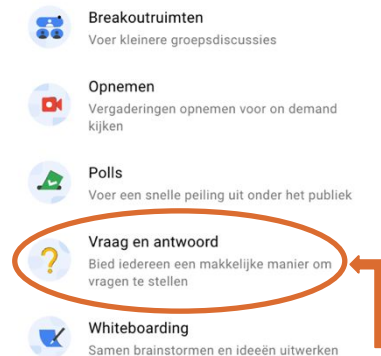 Breakoutruimten
Voer kleinere groepsdiscussies
Opnemen
Vergaderingen opnemen voor on demand
kijken
Polls
Voer een snelle peiling uit onder het publiek
Vraag en antwoord
Bied iedereen een makkelijke manier om
vragen te stellen
Whiteboarding
Samen brainstormen en ideeën uitwerken